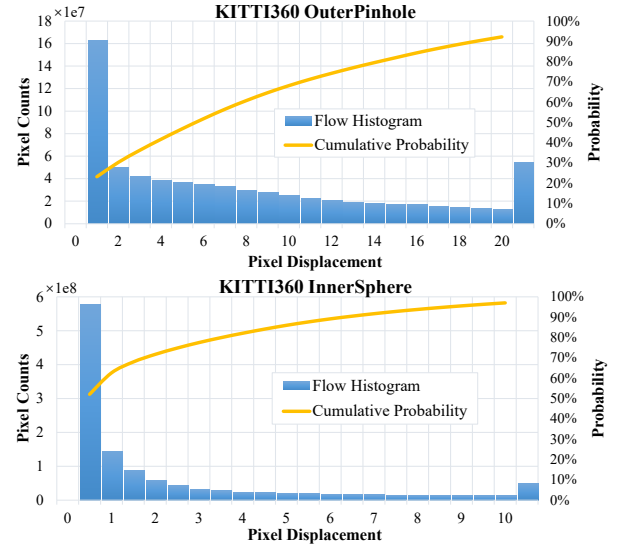 KITTI360 OuterPinhole
×1e7
18
16
14
12
10
8
6
4
2
0
Pixel Counts
100%
90%
80%
70%
60%
50%
40%
30%
20%
10%
0%
Probability
Flow Histogram
Cumulative Probability
0 2 4 6 8 10 12 14 16 18 20
Pixel Displacement
KITTI360 InnerSphere
×1e8
6
5
4
3
2
1
0
Pixel Counts
100%
90%
80%
70%
60%
50%
40%
30%
20%
10%
0%
Probability
Flow Histogram
Cumulative Probability
0 1 2 3 4 5 6 7 8 9 10
Pixel Displacement